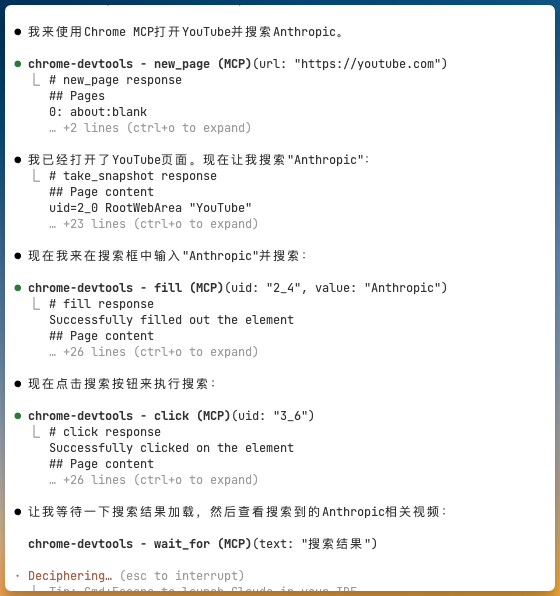 ● 我来使用Chrome MCP打开YouTube并搜索Anthropic。
● chrome-devtools - new_page (MCP)(url: "https://youtube.com")
⎿ # new_page response
## Pages
0: about:blank
… +2 lines (ctrl+o to expand)
● 我已经打开了YouTube页面。现在让我搜索"Anthropic"：
⎿ # take_snapshot response
## Page content
uid=2_0 RootWebArea "YouTube"
… +23 lines (ctrl+o to expand)
● 现在我来在搜索框中输入"Anthropic"并搜索：
● chrome-devtools - fill (MCP)(uid: "2_4", value: "Anthropic")
⎿ # fill response
Successfully filled out the element
## Page content
… +26 lines (ctrl+o to expand)
● 现在点击搜索按钮来执行搜索：
● chrome-devtools - click (MCP)(uid: "3_6")
⎿ # click response
Successfully clicked on the element
## Page content
… +26 lines (ctrl+o to expand)
● 让我等待一下搜索结果加载，然后查看搜索到的Anthropic相关视频：
chrome-devtools - wait_for (MCP)(text: "搜索结果")
· Deciphering… (esc to interrupt)
⎿ Tip: Cmd+Escape to launch Claude in your IDE